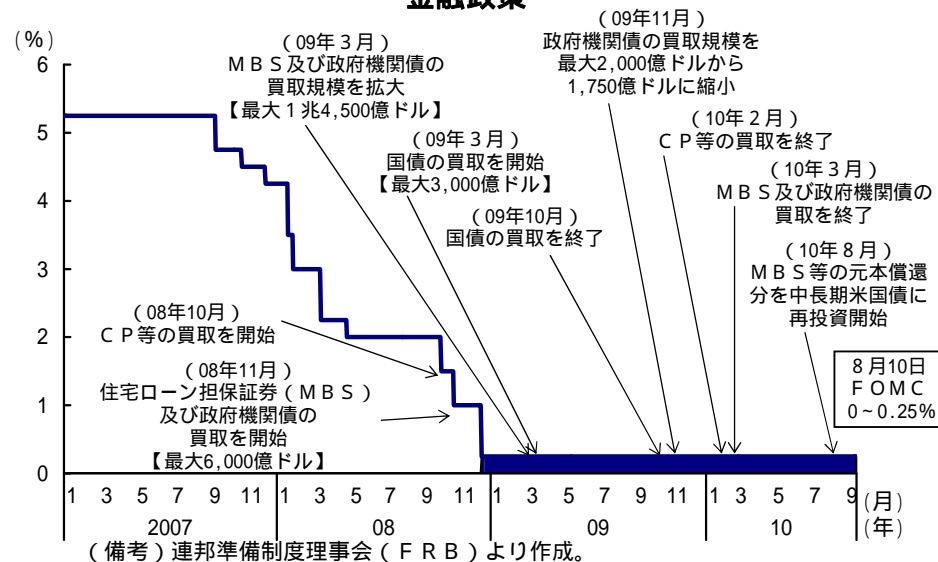 金融政策
(%)
6
5
4
3
2
1
0
(09年3月)
MBS及び政府機関債の
買取規模を拡大
【最大1兆4,500億ドル】
(09年3月)
国債の買取を開始
【最大3,000億ドル】
(09年10月)
国債の買取を終了
(09年11月)
政府機関債の買取規模を
最大2,000億ドルから
1,750億ドルに縮小
(10年2月)
CP等の買取を終了
(10年3月)
MBS及び政府機関債の
買取を終了
(10年8月)
MBS等の元本償還
分を中長期米国債に
再投資開始
8月10日
FOMC
0~0.25%
(08年10月)
CP等の買取を開始
(08年11月)
住宅ローン担保証券(MBS)
及び政府機関債の
買取を開始
【最大6,000億ドル】
1 3 5 7 9 11 1 3 5 7 9 11 1 3 5 7 9 11 1 3 5 7 9 (月)
2007 08 09 10 (年)
(備考)連邦準備制度理事会(FRB)より作成。